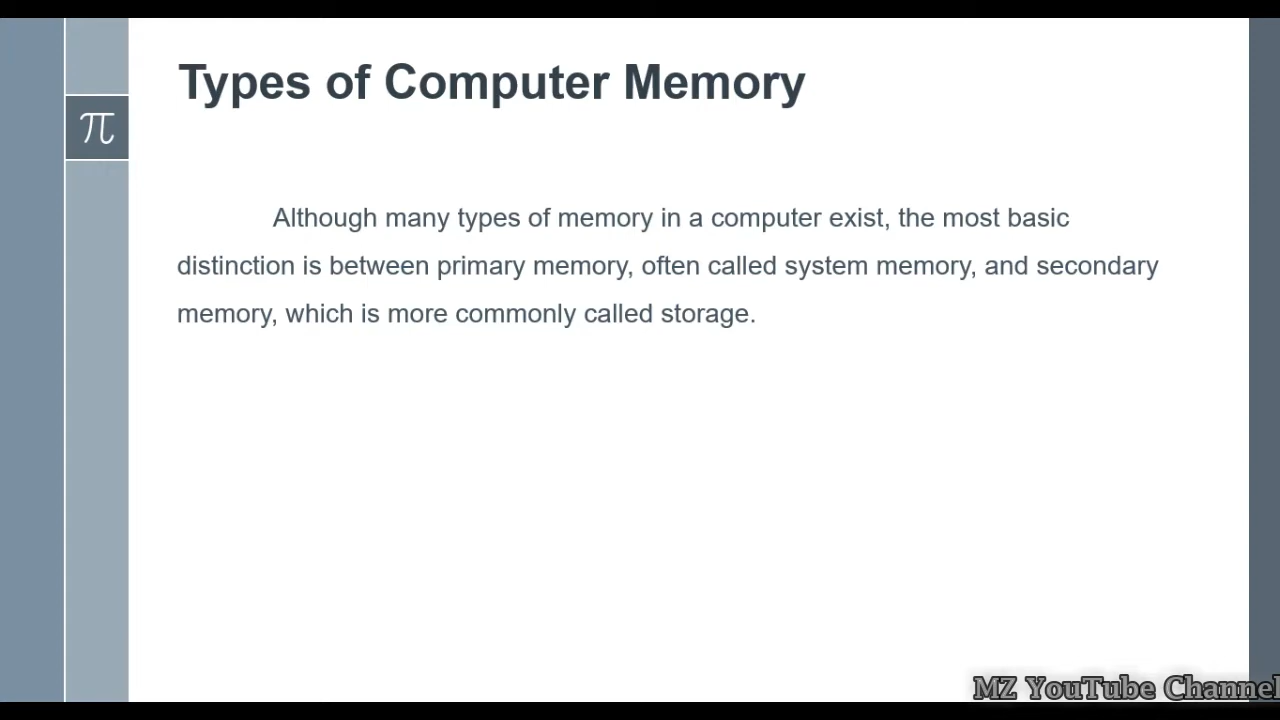 Types of Computer Memory
π
Although many types of memory in a computer exist, the most basic
distinction is between primary memory, often called system memory, and secondary
memory, which is more commonly called storage.
MZ YouTube Channel